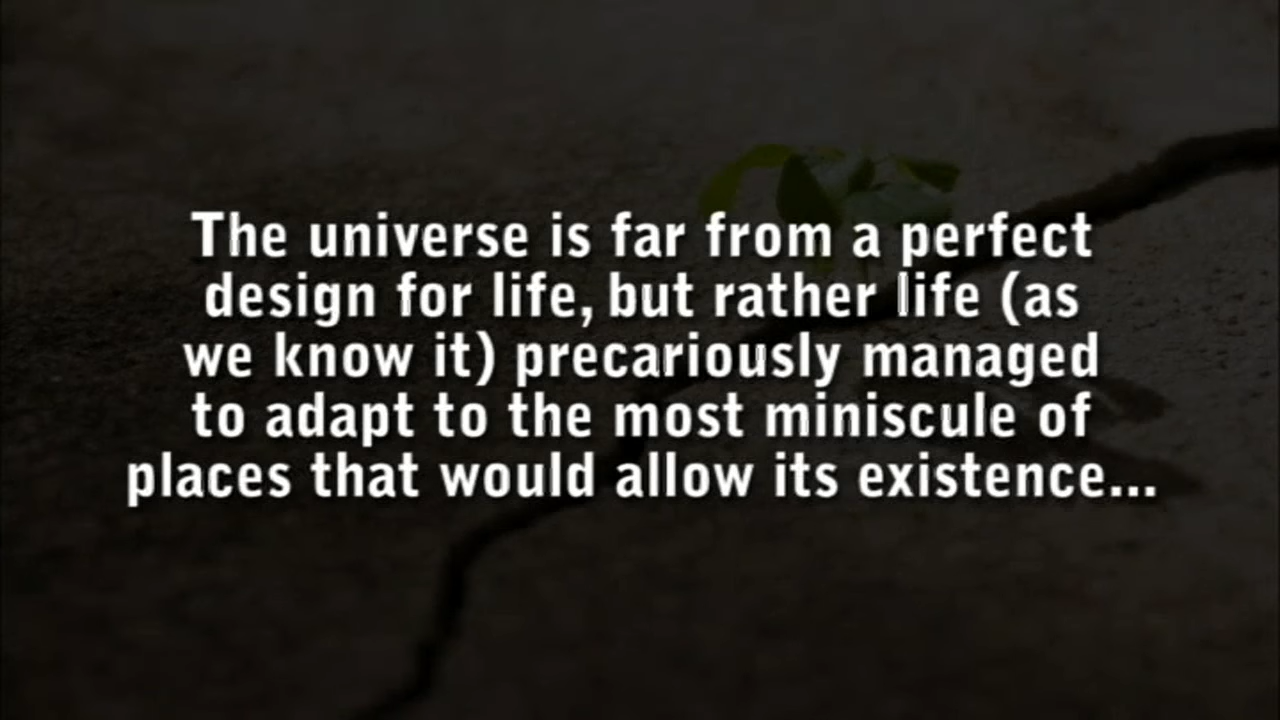 The universe is far from a perfect
design for life, but rather life (as
we know it) precariously managed
to adapt to the most miniscule of
places that would allow its existence...